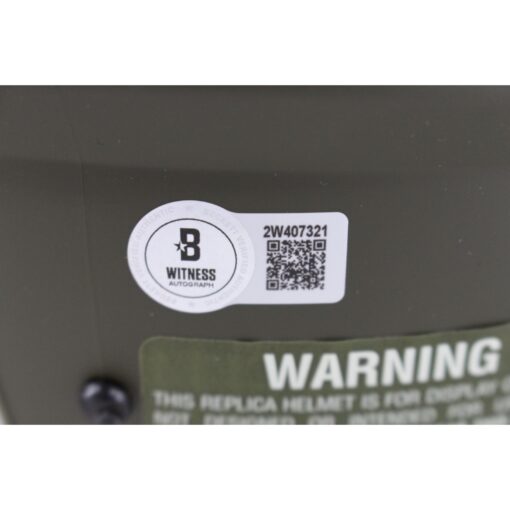 B
WITNESS
AUTOGRAPH
2W407321
WARNING
THIS REPLICA HELMET IS FOR DISPLAY
NOT DESIGNED OR INTENDED FOR